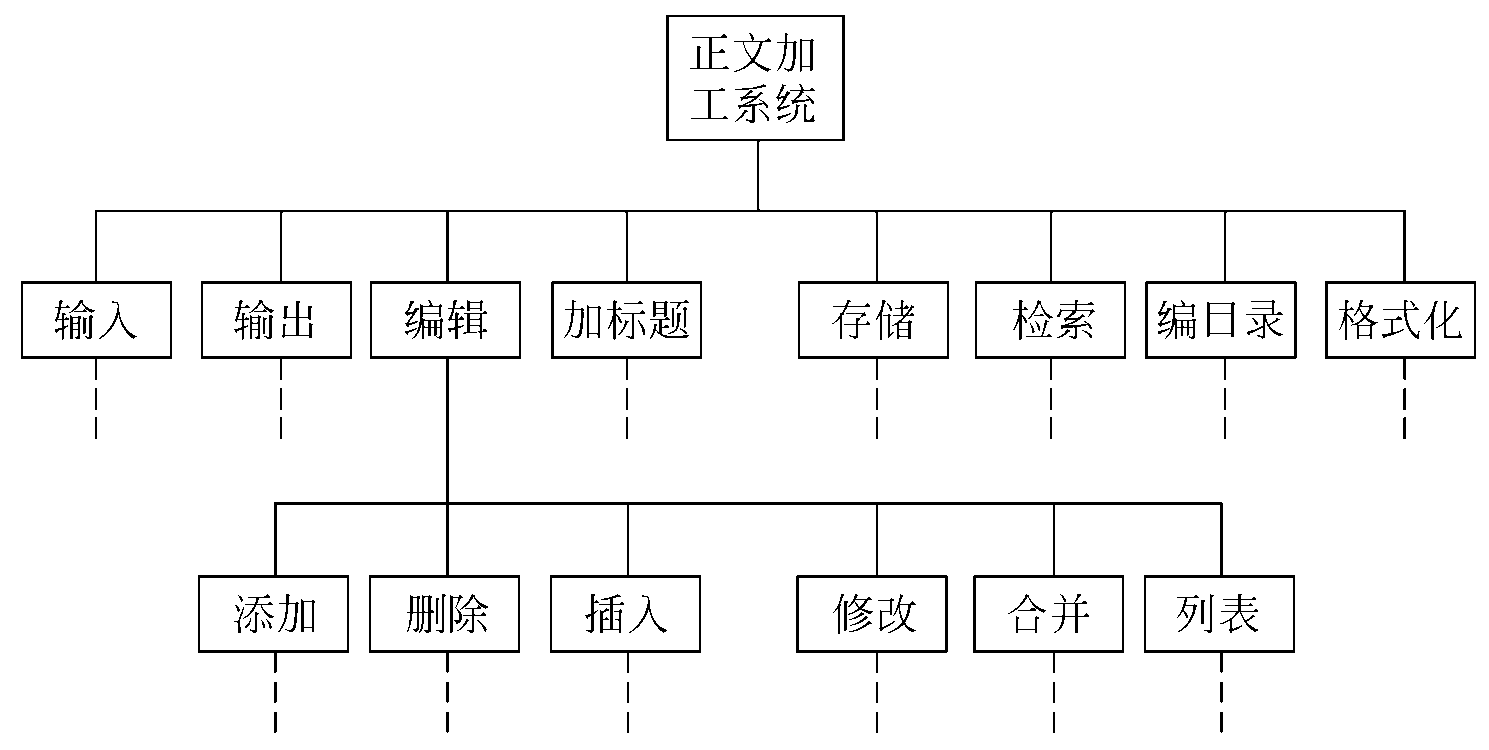 正文加
工系统
输入
输出
编辑
加标题
存储
检索
编目录
格式化
添加
删除
插入
修改
合并
列表